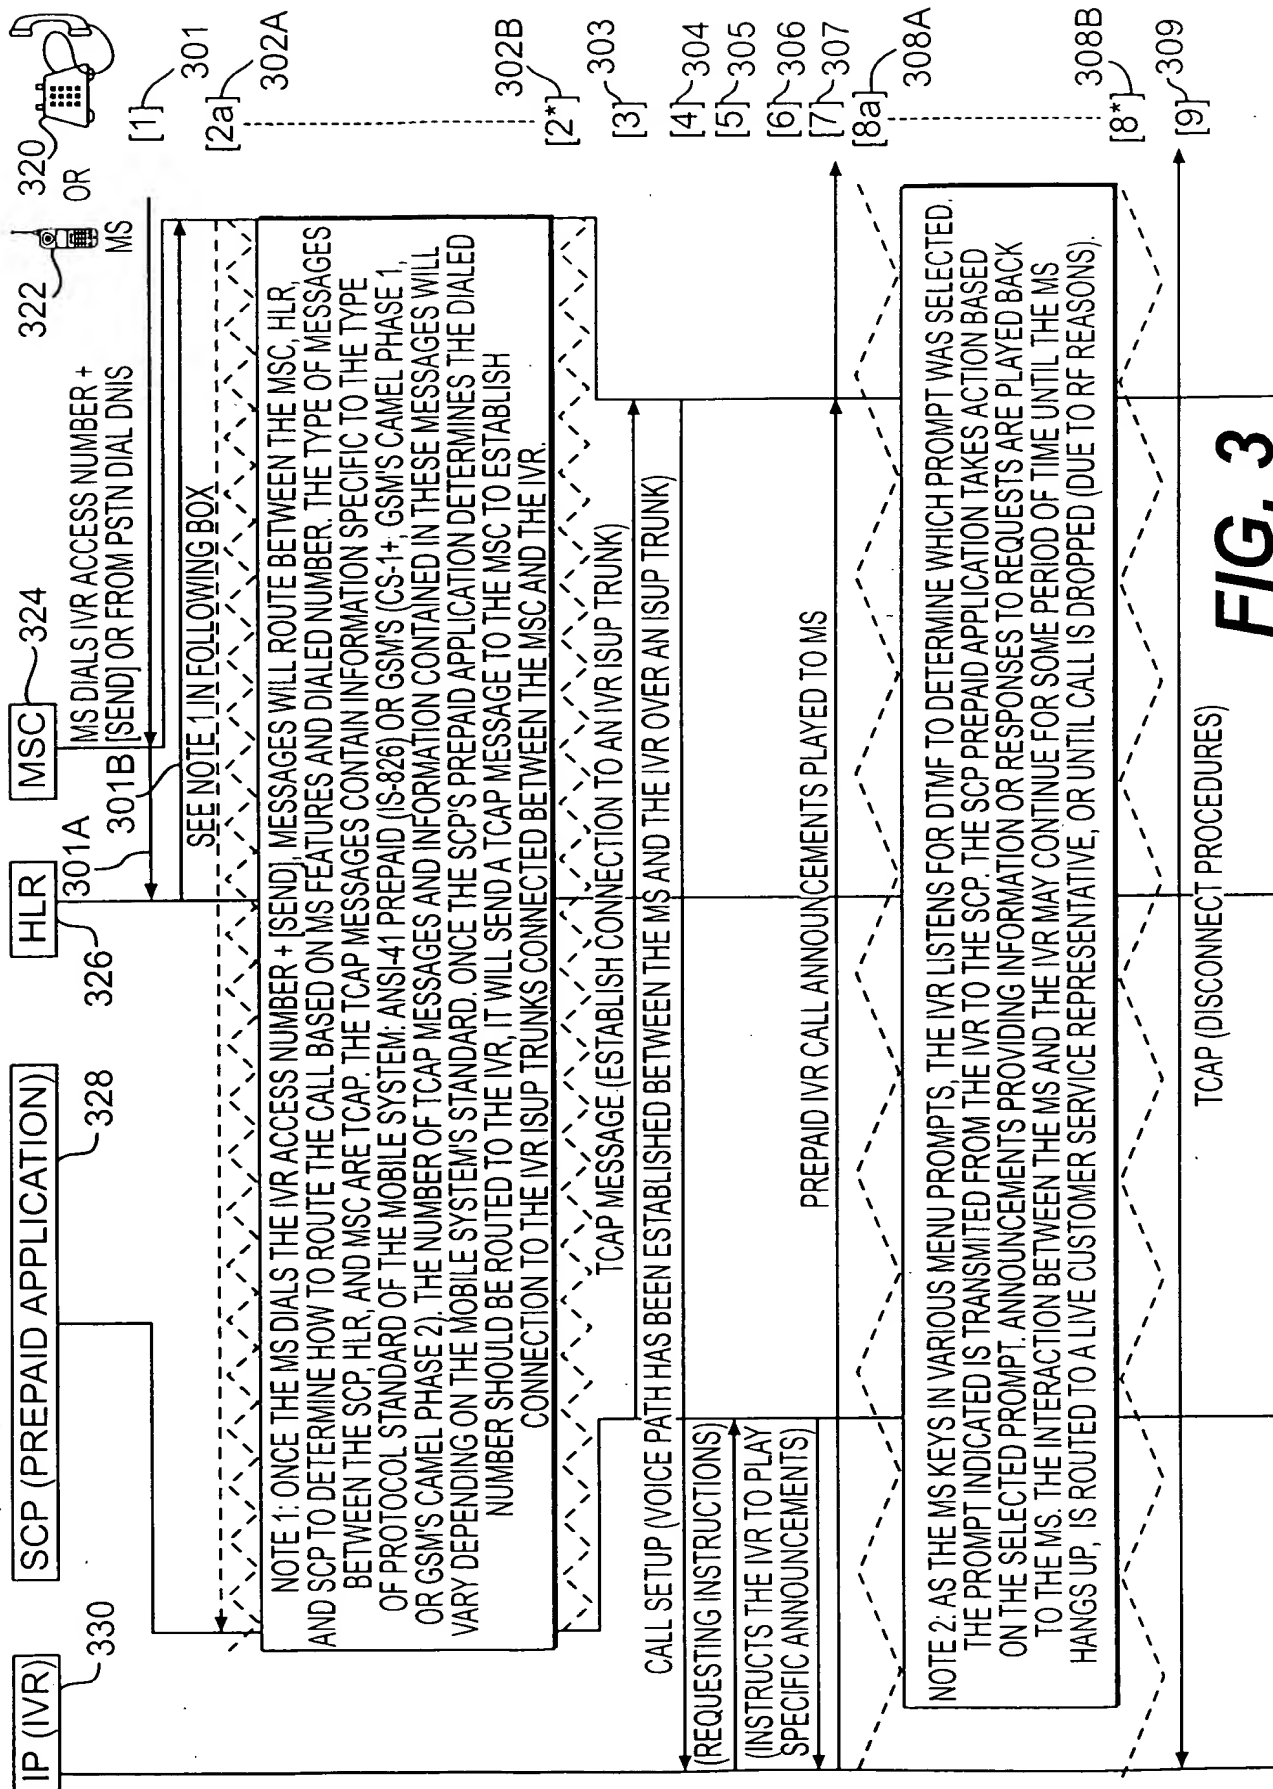 IP (IVR)
330
SCP (PREPAID APPLICATION)
328
HLR
326
MSC
324
322
MS
OR
320
MS DIALS IVR ACCESS NUMBER +
[SEND] OR FROM PSTN DIAL DNIS
301A
301B
[1]
301
SEE NOTE 1 IN FOLLOWING BOX
[2a]
302A
NOTE 1: ONCE THE MS DIALS THE IVR ACCESS NUMBER + [SEND], MESSAGES WILL ROUTE BETWEEN THE MSC, HLR,
AND SCP TO DETERMINE HOW TO ROUTE THE CALL BASED ON MS FEATURES AND DIALED NUMBER. THE TYPE OF MESSAGES
BETWEEN THE SCP, HLR, AND MSC ARE TCAP. THE TCAP MESSAGES CONTAIN INFORMATION SPECIFIC TO THE TYPE
OF PROTOCOL STANDARD OF THE MOBILE SYSTEM: ANSI-41 PREPAID (IS-826) OR GSM'S (CS-1+, GSM'S CAMEL PHASE 1,
OR GSM'S CAMEL PHASE 2). THE NUMBER OF TCAP MESSAGES AND INFORMATION CONTAINED IN THESE MESSAGES WILL
VARY DEPENDING ON THE MOBILE SYSTEM'S STANDARD. ONCE THE SCP'S PREPAID APPLICATION DETERMINES THE DIALED
NUMBER SHOULD BE ROUTED TO THE IVR, IT WILL SEND A TCAP MESSAGE TO THE MSC TO ESTABLISH
CONNECTION TO THE IVR ISUP TRUNKS CONNECTED BETWEEN THE MSC AND THE IVR.
[2*]
302B
TCAP MESSAGE (ESTABLISH CONNECTION TO AN IVR ISUP TRUNK)
[3]
303
CALL SETUP (VOICE PATH HAS BEEN ESTABLISHED BETWEEN THE MS AND THE IVR OVER AN ISUP TRUNK)
[4]
304
(REQUESTING INSTRUCTIONS)
[5]
305
(INSTRUCTS THE IVR TO PLAY
SPECIFIC ANNOUNCEMENTS)
[6]
306
PREPAID IVR CALL ANNOUNCEMENTS PLAYED TO MS
[7]
307
[8a]
308A
NOTE 2: AS THE MS KEYS IN VARIOUS MENU PROMPTS, THE IVR LISTENS FOR DTMF TO DETERMINE WHICH PROMPT WAS SELECTED.
THE PROMPT INDICATED IS TRANSMITTED FROM THE IVR TO THE SCP. THE SCP PREPAID APPLICATION TAKES ACTION BASED
ON THE SELECTED PROMPT. ANNOUNCEMENTS PROVIDING INFORMATION OR RESPONSES TO REQUESTS ARE PLAYED BACK
TO THE MS. THE INTERACTION BETWEEN THE MS AND THE IVR MAY CONTINUE FOR SOME PERIOD OF TIME UNTIL THE MS
HANGS UP, IS ROUTED TO A LIVE CUSTOMER SERVICE REPRESENTATIVE, OR UNTIL CALL IS DROPPED (DUE TO RF REASONS).
[8*]
308B
TCAP (DISCONNECT PROCEDURES)
[9]
309
FIG. 3